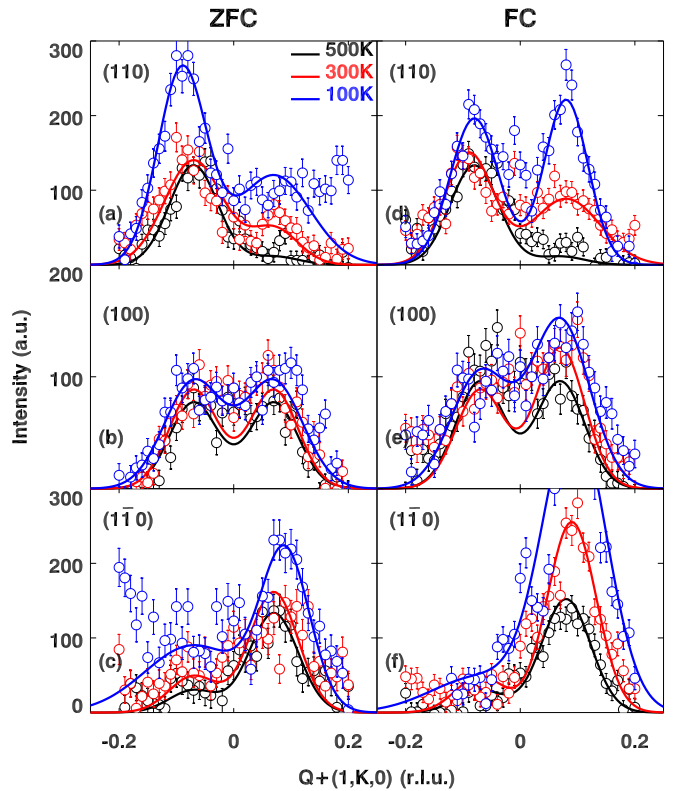 ZFC
FC
300
200
100
(110)
500K
300K
100K
(a)
(110)
(d)
200
100
(100)
(b)
(100)
(e)
300
200
100
0
(11̅0)
(c)
(11̅0)
(f)
-0.2
0
0.2
-0.2
0
0.2
Intensity (a.u.)
Q+(1,K,0) (r.l.u.)